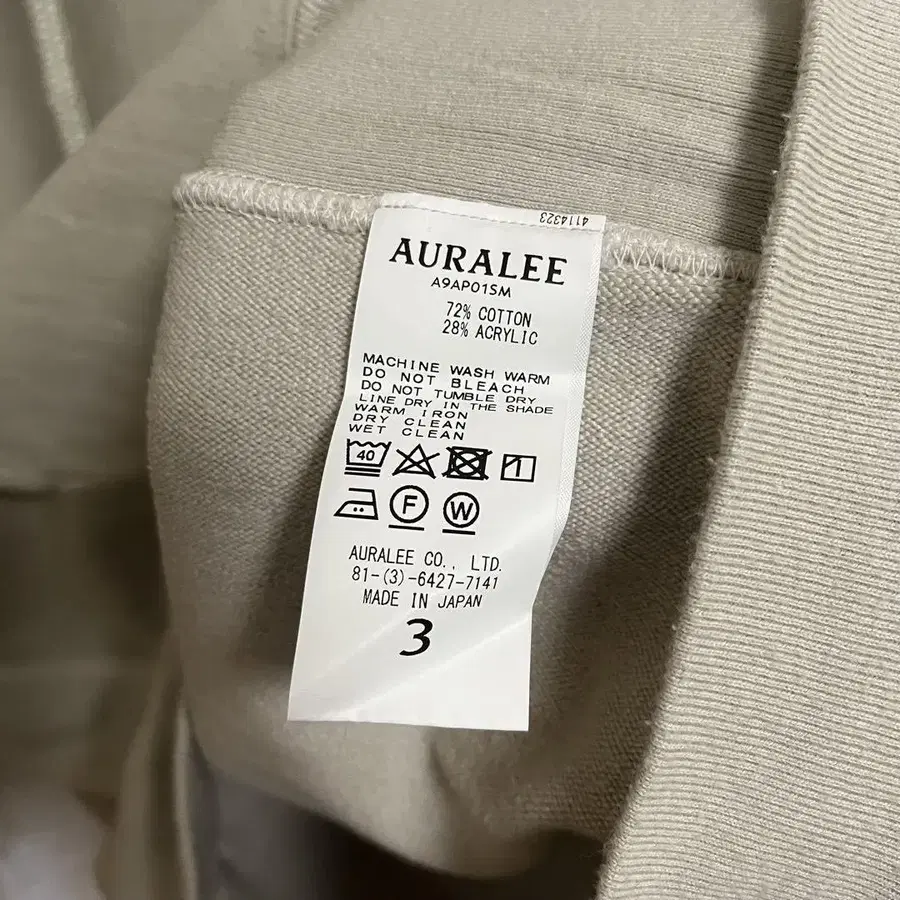 4114323
AURALEE
A9AP01SM
72% COTTON
28% ACRYLIC
MACHINE WASH WARM
DO NOT BLEACH
DO NOT TUMBLE DRY
LINE DRY IN THE SHADE
WARM IRON
DRY CLEAN
WET CLEAN
40
F W
AURALEE CO., LTD.
81-(3)-6427-7141
MADE IN JAPAN
3